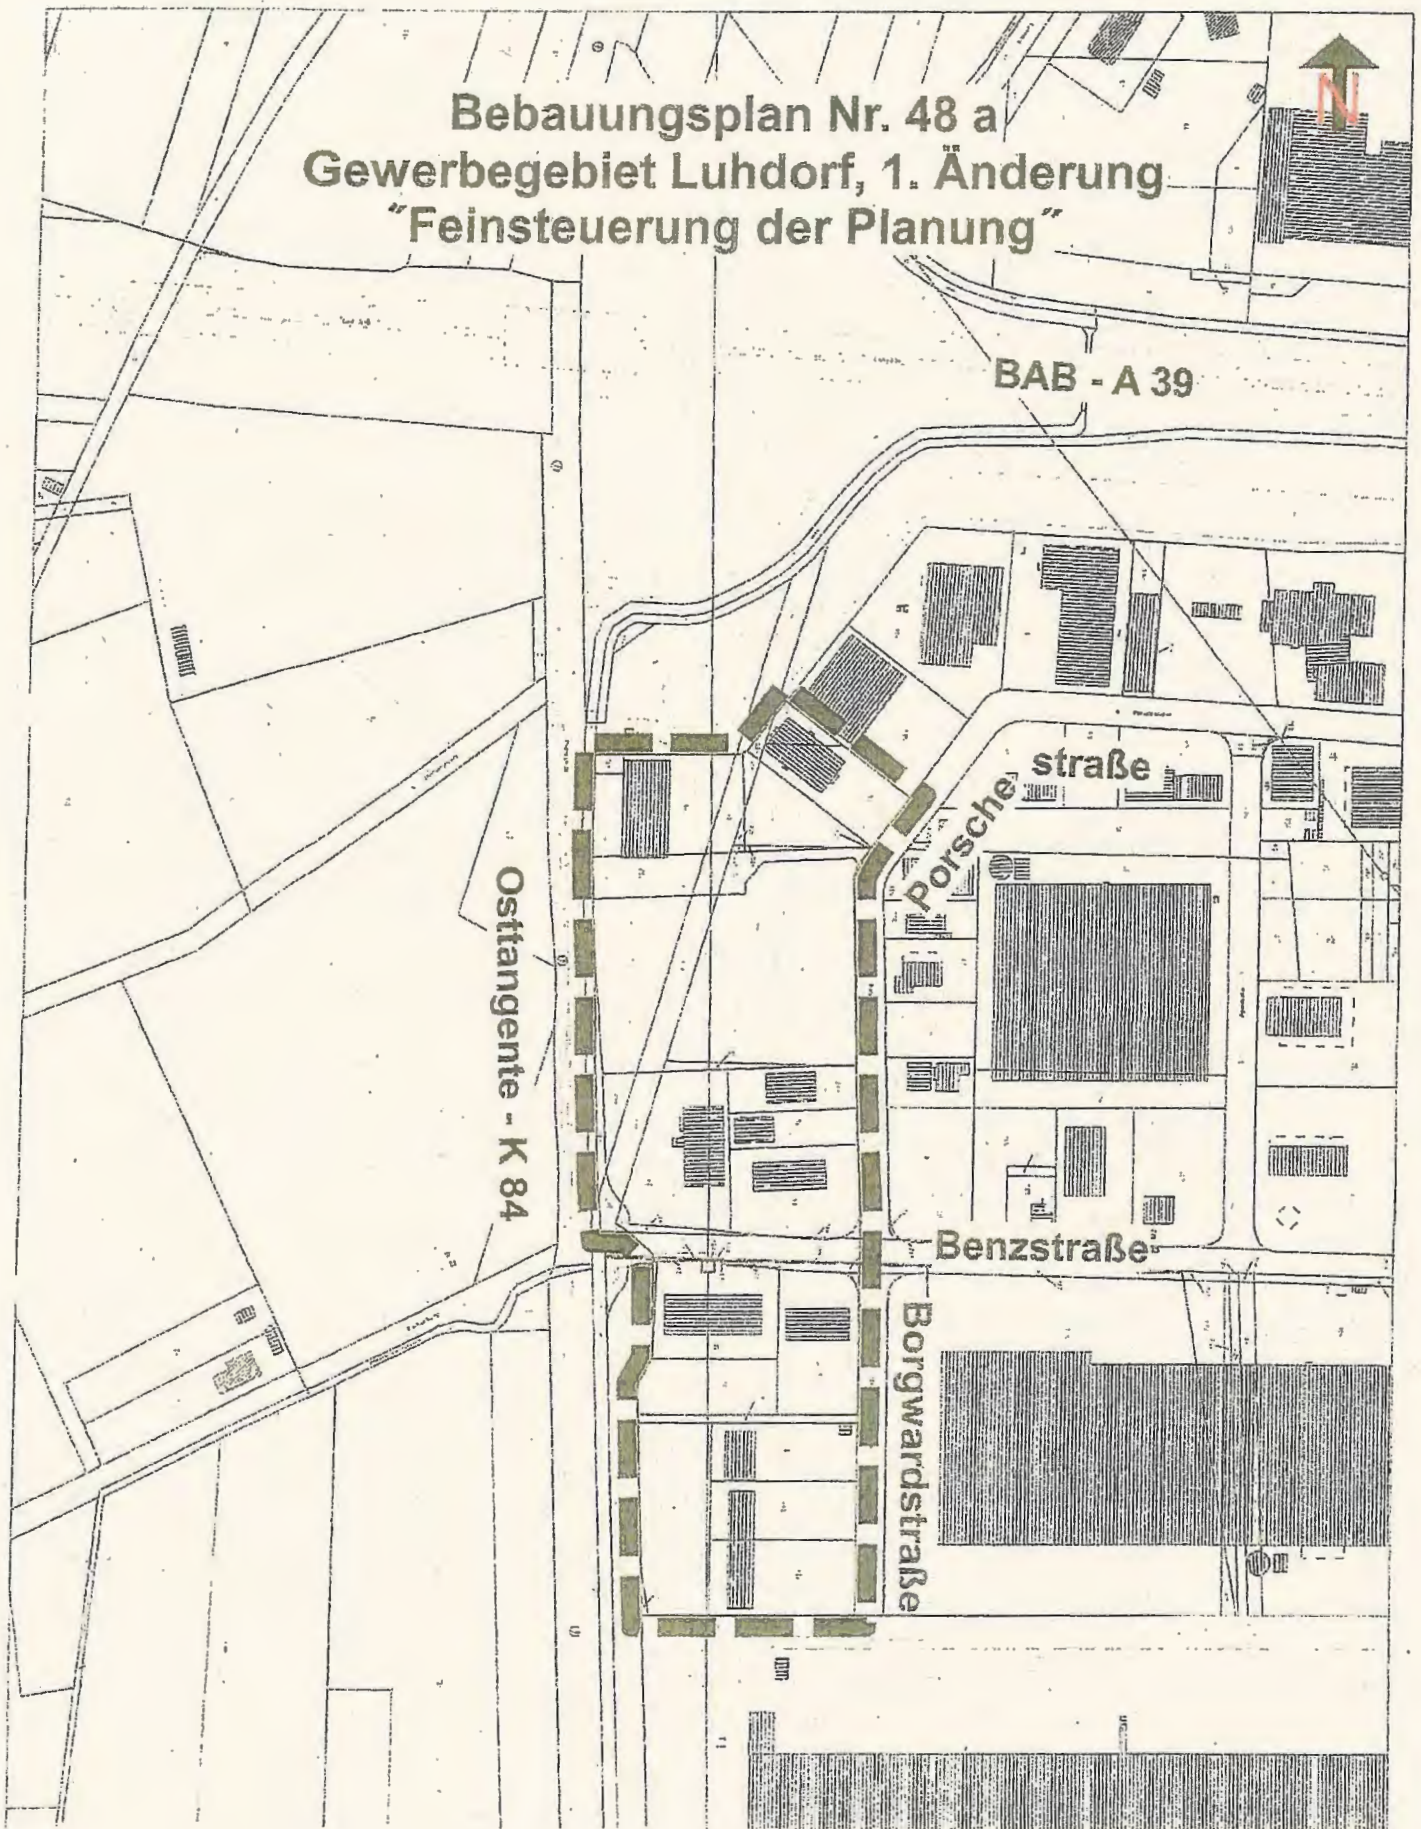 N
Bebauungsplan Nr. 48 a
Gewerbegebiet Luhdorf, 1. Änderung
"Feinsteuerung der Planung"
BAB - A 39
Porsche straße
Osttangente - K 84
Benzstraße
Borgwardstraße